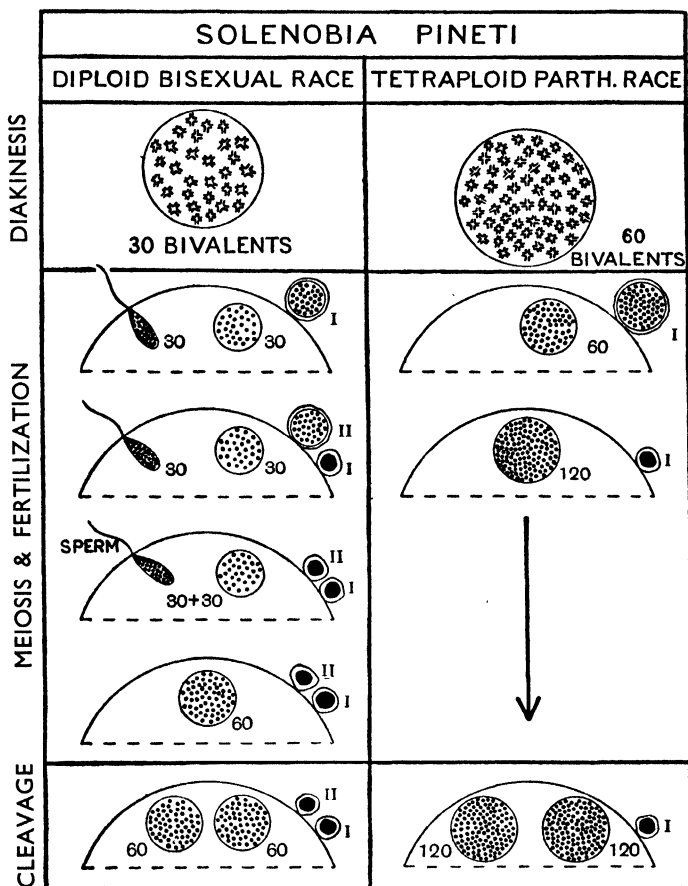 SOLENOBIA PINETI
DIPLOID BISEXUAL RACE
TETRAPLOID PARTH. RACE
DIAKINESIS
30 BIVALENTS
60
BIVALENTS
MEIOSIS & FERTILIZATION
30 30 I
60 I
30 30 II I
120 I
SPERM 30+30 II I
60 II I
CLEAVAGE
60 60 II I
120 120 I